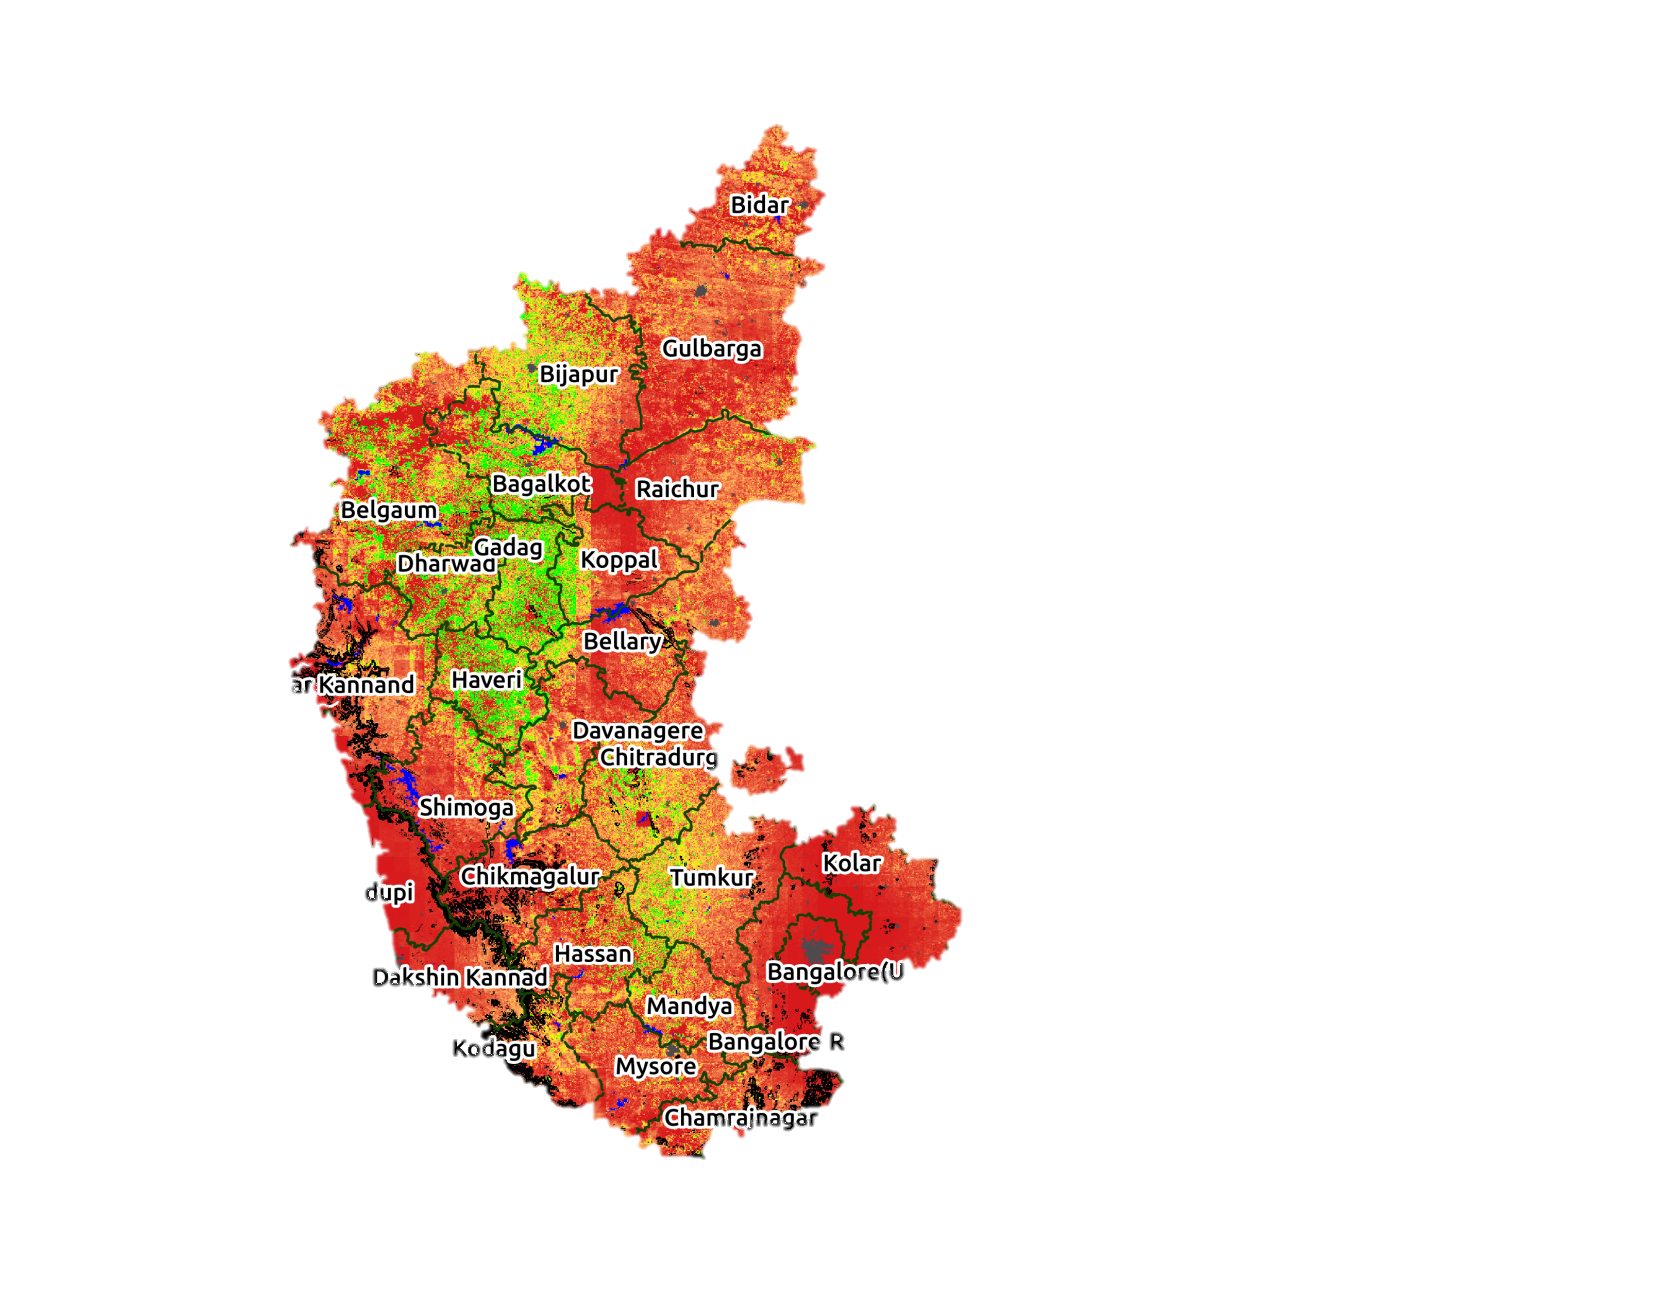 Bidar
Gulbarga
Bijapur
Bagalkot
Raichur
Belgaum
Gadag
Dharwad
Koppal
Bellary
Haveri
ar Kannand
Davanagere
Chitradurg
Shimoga
Kolar
Chikmagalur
Tumkur
dupi
Hassan
Bangalore(U
Dakshin Kannad
Mandya
Bangalore R
Kodagu
Mysore
Chamrajnagar